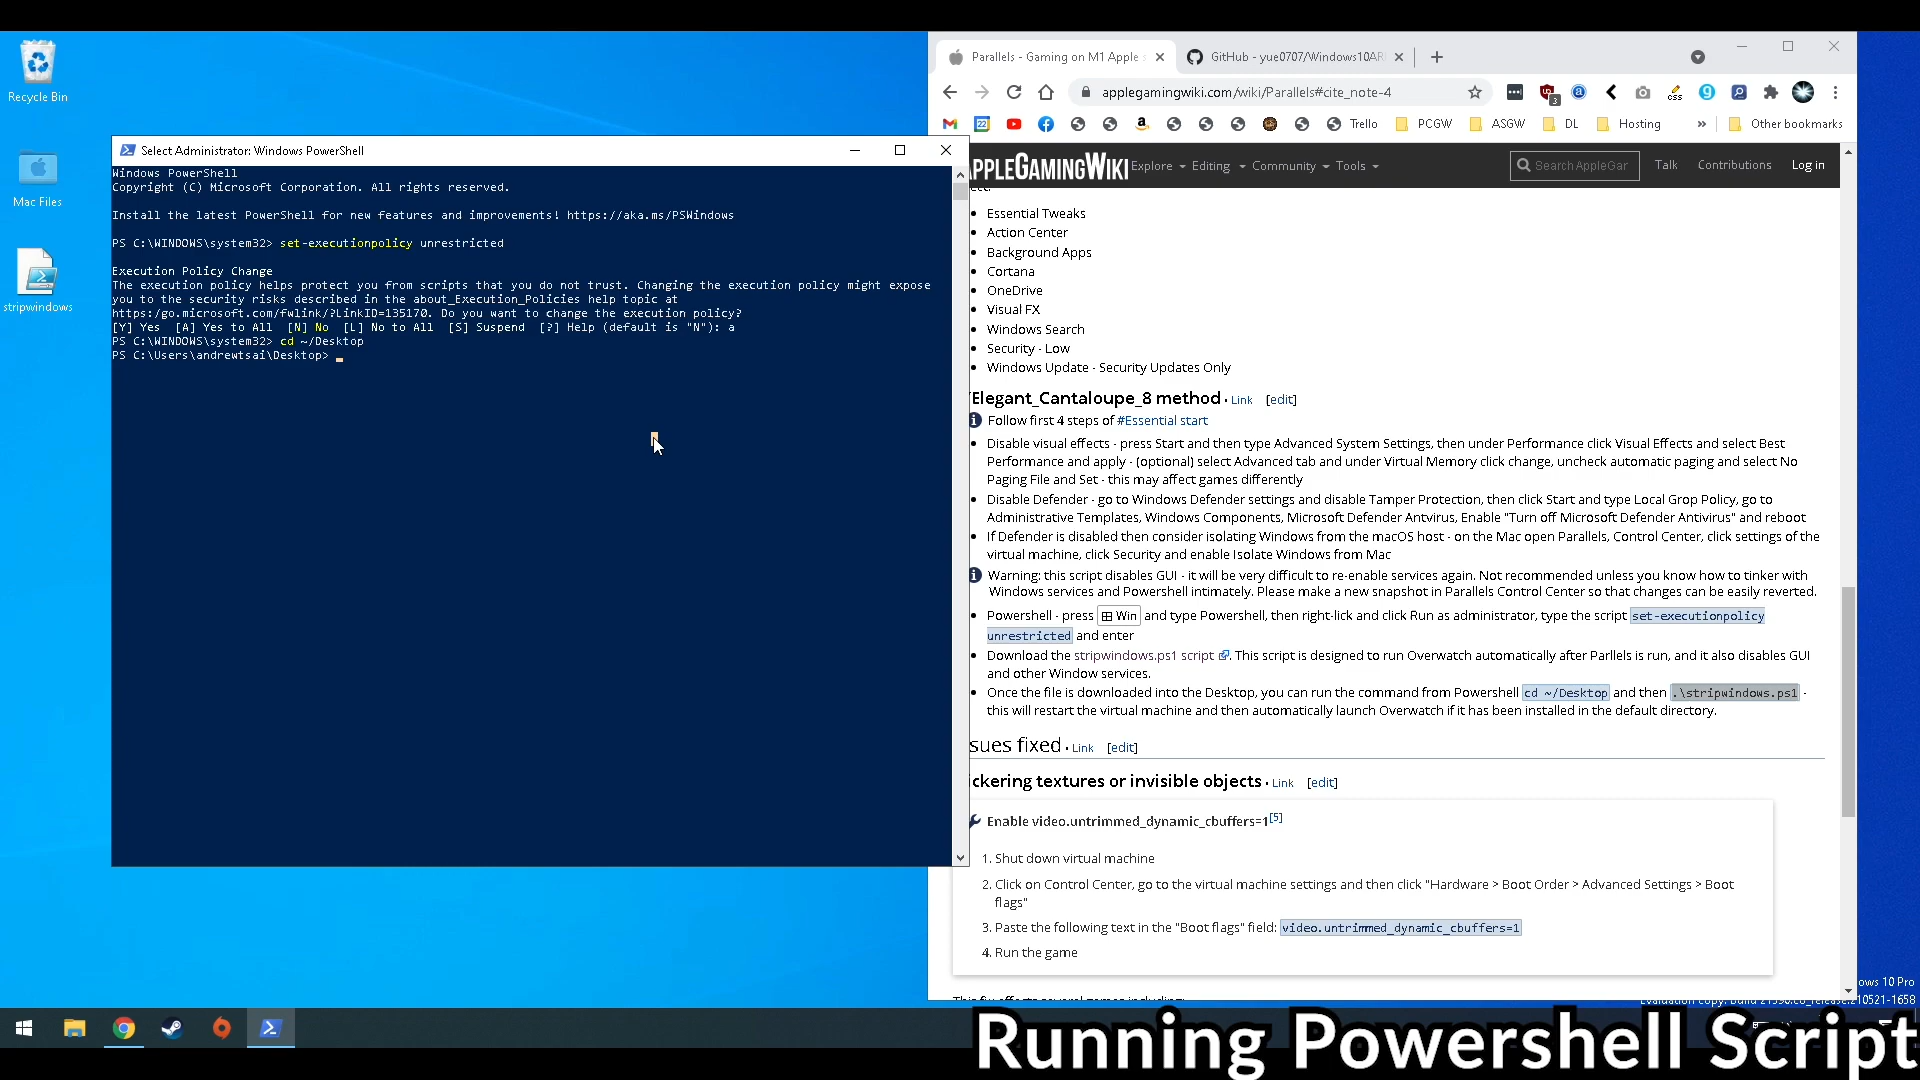 Recycle Bin
Mac Files
stripwindows
Select Administrator: Windows PowerShell
Windows PowerShell
Copyright (C) Microsoft Corporation. All rights reserved.
Install the latest PowerShell for new features and improvements! https://aka.ms/PSWindows
PS C:\WINDOWS\system32> set-executionpolicy unrestricted
Execution Policy Change
The execution policy helps protect you from scripts that you do not trust. Changing the execution policy might expose
you to the security risks described in the about_Execution_Policies help topic at
https:/go.microsoft.com/fwlink/?LinkID=135170. Do you want to change the execution policy?
[Y] Yes  [A] Yes to All  [N] No  [L] No to All  [S] Suspend  [?] Help (default is "N"): a
PS C:\WINDOWS\system32> cd ~/Desktop
PS C:\Users\andrewtsai\Desktop>
Parallels - Gaming on M1 Apple s
GitHub - yue0707/Windows10AR
applegamingwiki.com/wiki/Parallels#cite_note-4
Trello PCGW ASGW DL Hosting » Other bookmarks
APPLEGAMINGWIKI Explore Editing Community Tools Search AppleGar Talk Contributions Log in
Essential Tweaks
Action Center
Background Apps
Cortana
OneDrive
Visual FX
Windows Search
Security - Low
Windows Update - Security Updates Only
/Elegant_Cantaloupe_8 method • Link [edit]
Follow first 4 steps of #Essential start
Disable visual effects - press Start and then type Advanced System Settings, then under Performance click Visual Effects and select Best
Performance and apply - (optional) select Advanced tab and under Virtual Memory click change, uncheck automatic paging and select No
Paging File and Set - this may affect games differently
Disable Defender - go to Windows Defender settings and disable Tamper Protection, then click Start and type Local Grop Policy, go to
Administrative Templates, Windows Components, Microsoft Defender Antvirus, Enable "Turn off Microsoft Defender Antivirus" and reboot
If Defender is disabled then consider isolating Windows from the macOS host - on the Mac open Parallels, Control Center, click settings of the
virtual machine, click Security and enable Isolate Windows from Mac
Warning: this script disables GUI - it will be very difficult to re-enable services again. Not recommended unless you know how to tinker with
Windows services and Powershell intimately. Please make a new snapshot in Parallels Control Center so that changes can be easily reverted.
Powershell - press Win and type Powershell, then right-lick and click Run as administrator, type the script set-executionpolicy
unrestricted and enter
Download the stripwindows.ps1 script. This script is designed to run Overwatch automatically after Parllels is run, and it also disables GUI
and other Window services.
Once the file is downloaded into the Desktop, you can run the command from Powershell cd ~/Desktop and then .\stripwindows.ps1 -
this will restart the virtual machine and then automatically launch Overwatch if it has been installed in the default directory.
sues fixed • Link [edit]
ickering textures or invisible objects • Link [edit]
Enable video.untrimmed_dynamic_cbuffers=1[5]
1. Shut down virtual machine
2. Click on Control Center, go to the virtual machine settings and then click "Hardware > Boot Order > Advanced Settings > Boot
flags"
3. Paste the following text in the "Boot flags" field: video.untrimmed_dynamic_cbuffers=1
4. Run the game
ows 10 Pro
Running Powershell Script